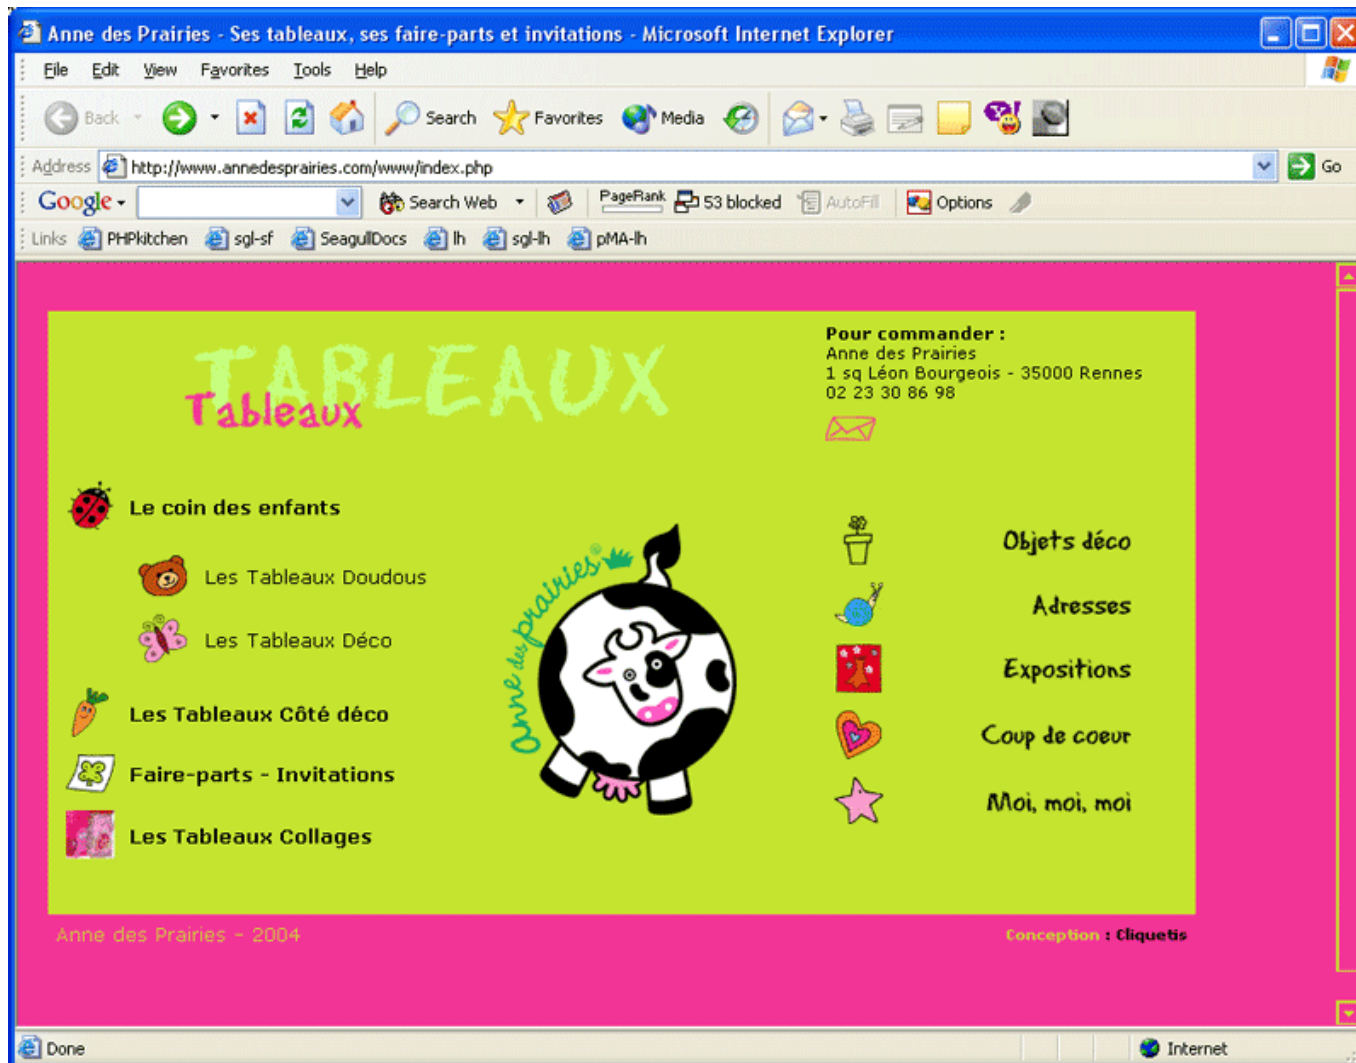 Anne des Prairies - Ses tableaux, ses faire-parts et invitations - Microsoft Internet Explorer
File Edit View Favorites Tools Help
Back Search Favorites Media
Address http://www.annedesprairies.com/www/index.php Go
Google Search Web PageRank 53 blocked AutoFill Options
Links PHPkitchen sgl-sf SeagullDocs lh sgl-lh pMA-lh
TABLEAUX
Tableaux
Pour commander :
Anne des Prairies
1 sq Léon Bourgeois - 35000 Rennes
02 23 30 86 98
Le coin des enfants
Les Tableaux Doudous
Les Tableaux Déco
Les Tableaux Côté déco
Faire-parts - Invitations
Les Tableaux Collages
anne des prairies®
Objets déco
Adresses
Expositions
Coup de coeur
Moi, moi, moi
Anne des Prairies - 2004
Conception : Cliquetis
Done Internet